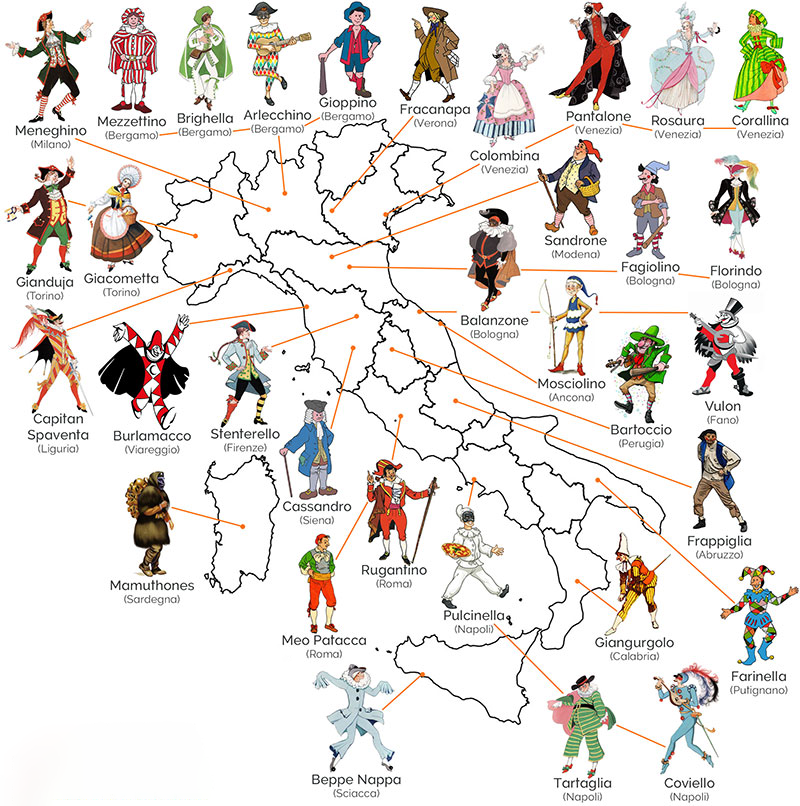 Meneghino
(Milano)
Mezzettino
(Bergamo)
Brighella
(Bergamo)
Arlecchino
(Bergamo)
Gioppino
(Bergamo)
Fracanapa
(Verona)
Colombina
(Venezia)
Pantalone
(Venezia)
Rosaura
(Venezia)
Corallina
(Venezia)
Gianduja
(Torino)
Giacometta
(Torino)
Sandrone
(Modena)
Balanzone
(Bologna)
Fagiolino
(Bologna)
Florindo
(Bologna)
Capitan
Spaventa
(Liguria)
Burlamacco
(Viareggio)
Stenterello
(Firenze)
Cassandro
(Siena)
Mosciolino
(Ancona)
Bartoccio
(Perugia)
Vulon
(Fano)
Mamuthones
(Sardegna)
Meo Patacca
(Roma)
Rugantino
(Roma)
Pulcinella
(Napoli)
Giangurgolo
(Calabria)
Frappiglia
(Abruzzo)
Farinella
(Putignano)
Beppe Nappa
(Sciacca)
Tartaglia
(Napoli)
Coviello
(Napoli)